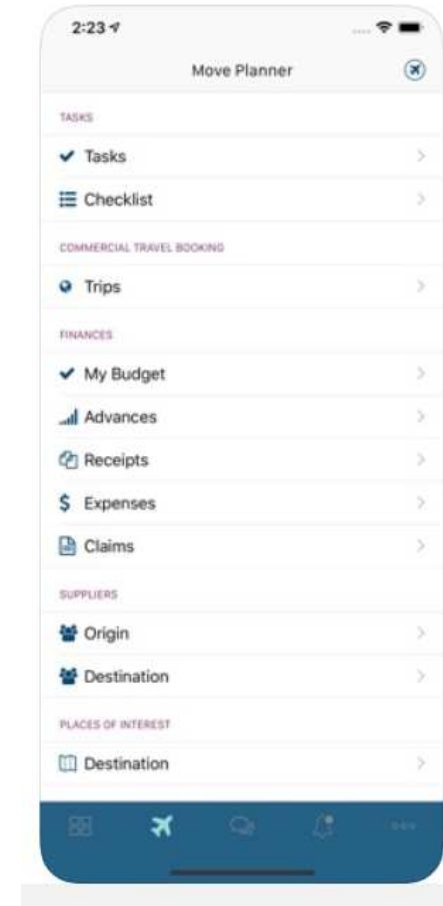 2:23
Move Planner
TASKS
Tasks
Checklist
COMMERCIAL TRAVEL BOOKING
Trips
FINANCES
My Budget
Advances
Receipts
$ Expenses
Claims
SUPPLIERS
Origin
Destination
PLACES OF INTEREST
Destination